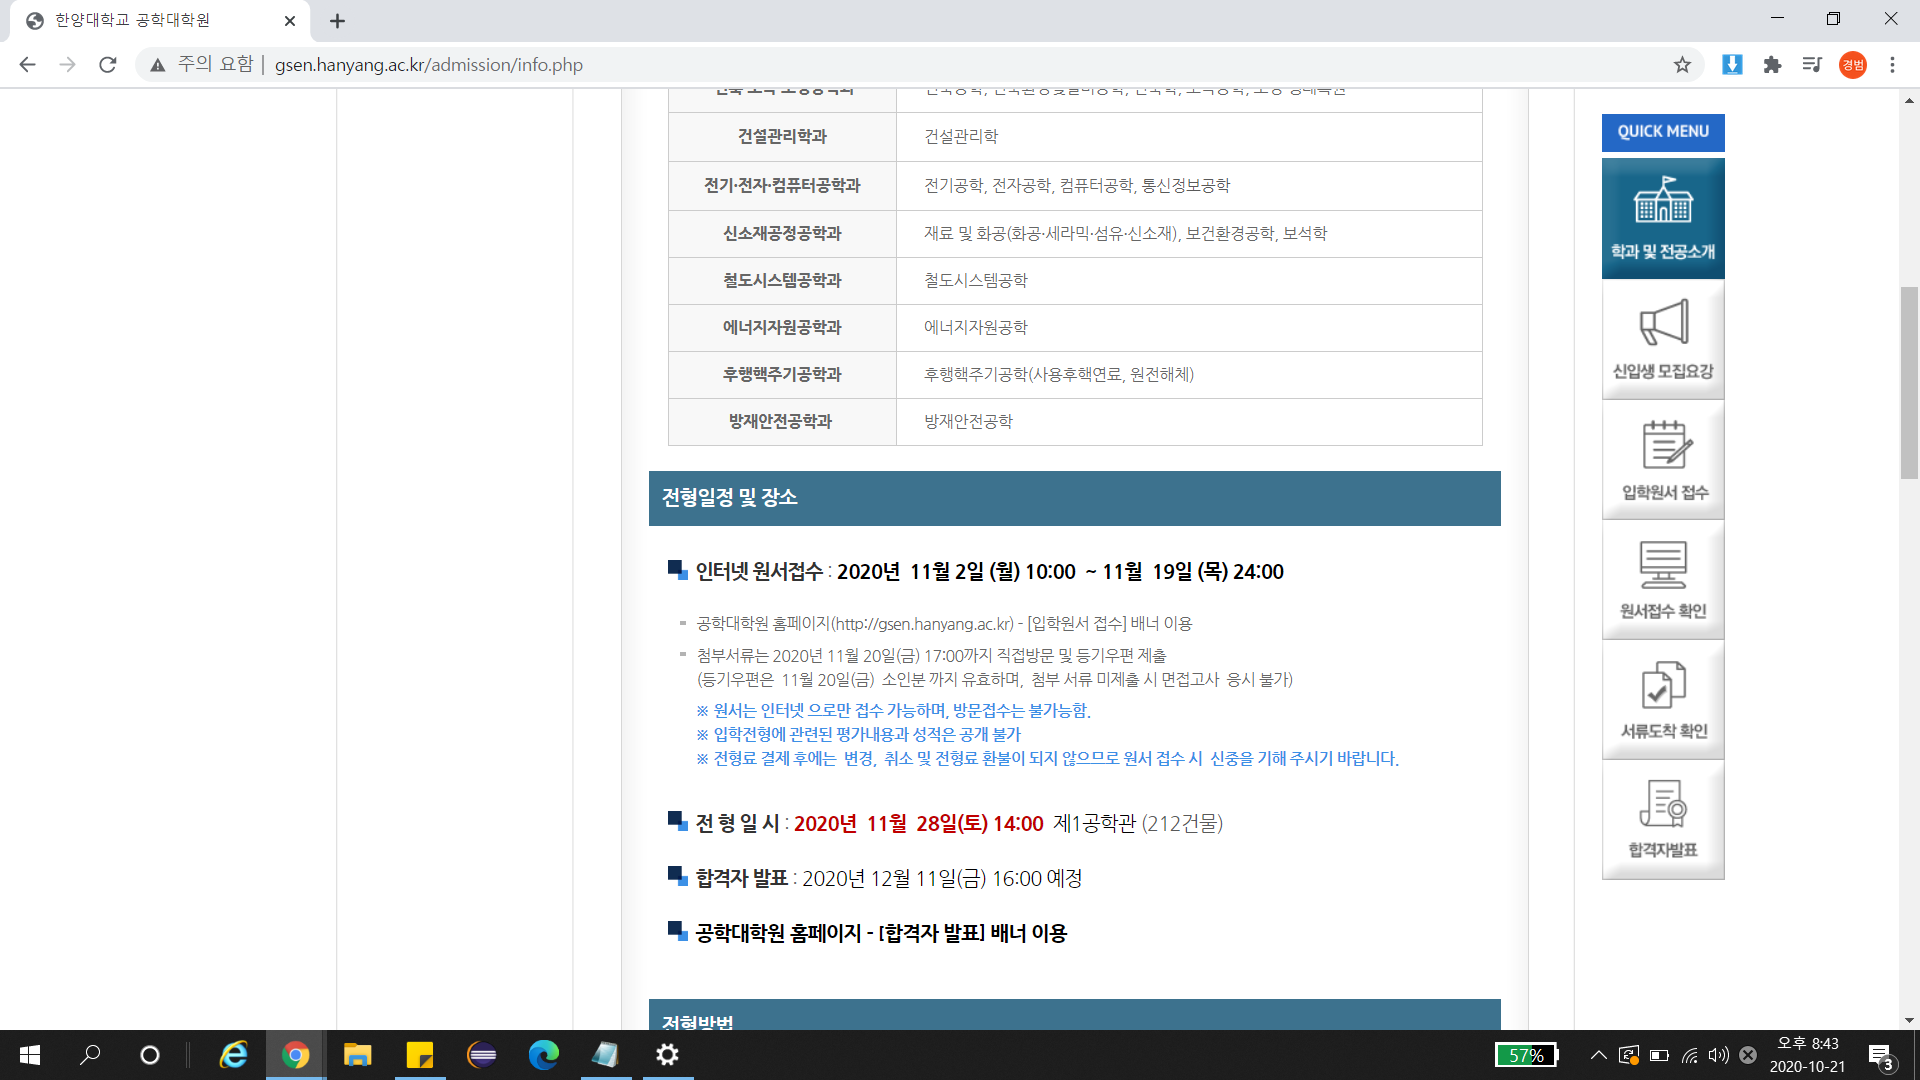 한양대학교 공학대학원
주의 요함 | gsen.hanyang.ac.kr/admission/info.php
경범
건설관리학과 건설관리학
전기·전자·컴퓨터공학과 전기공학, 전자공학, 컴퓨터공학, 통신정보공학
신소재공정공학과 재료 및 화공(화공·세라믹·섬유·신소재), 보건환경공학, 보석학
철도시스템공학과 철도시스템공학
에너지자원공학과 에너지자원공학
후행핵주기공학과 후행핵주기공학(사용후핵연료, 원전해체)
방재안전공학과 방재안전공학
전형일정 및 장소
인터넷 원서접수 : 2020년 11월 2일 (월) 10:00 ~ 11월 19일 (목) 24:00
공학대학원 홈페이지(http://gsen.hanyang.ac.kr) - [입학원서 접수] 배너 이용
첨부서류는 2020년 11월 20일(금) 17:00까지 직접방문 및 등기우편 제출
(등기우편은 11월 20일(금) 소인분 까지 유효하며, 첨부 서류 미제출 시 면접고사 응시 불가)
※ 원서는 인터넷 으로만 접수 가능하며, 방문접수는 불가능함.
※ 입학전형에 관련된 평가내용과 성적은 공개 불가
※ 전형료 결제 후에는 변경, 취소 및 전형료 환불이 되지 않으므로 원서 접수 시 신중을 기해 주시기 바랍니다.
전 형 일 시 : 2020년 11월 28일(토) 14:00 제1공학관 (212건물)
합격자 발표 : 2020년 12월 11일(금) 16:00 예정
공학대학원 홈페이지 - [합격자 발표] 배너 이용
전형방법
QUICK MENU
학과 및 전공소개
신입생 모집요강
입학원서 접수
원서접수 확인
서류도착 확인
합격자발표
57%
오후 8:43
2020-10-21
3